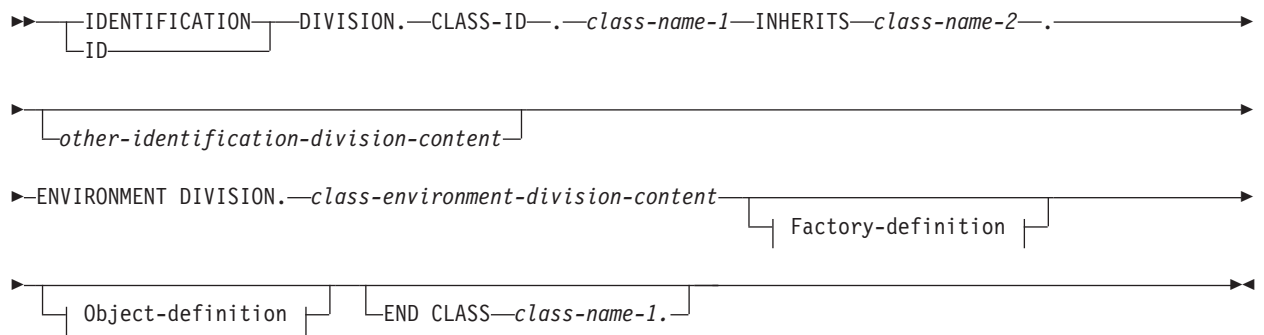 IDENTIFICATION DIVISION. CLASS-ID . class-name-1 INHERITS class-name-2 .
ID
other-identification-division-content
ENVIRONMENT DIVISION. class-environment-division-content
Factory-definition
Object-definition END CLASS class-name-1.